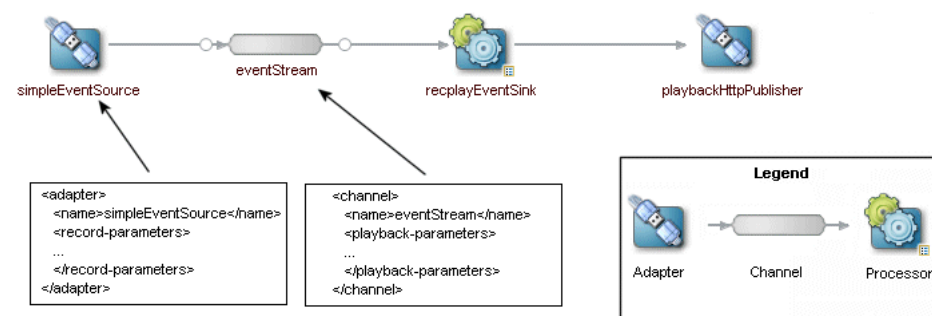 simpleEventSource
eventStream
recplayEventSink
playbackHttpPublisher
<adapter>
<name>simpleEventSource</name>
<record-parameters>
...
</record-parameters>
</adapter>
<channel>
<name>eventStream</name>
<playback-parameters>
...
</playback-parameters>
</channel>
Legend
Adapter
Channel
Processor